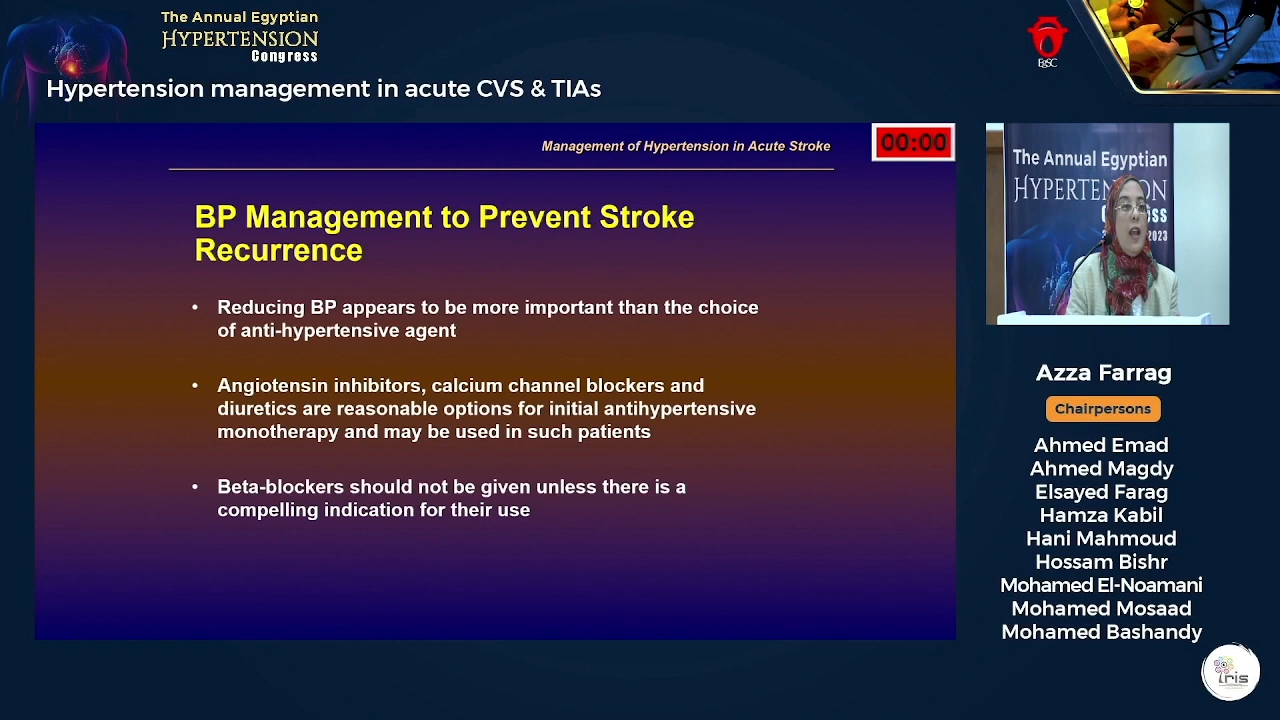 The Annual Egyptian
HYPERTENSION
Congress
EgSC
Hypertension management in acute CVS & TIAs
Management of Hypertension in Acute Stroke
00:00
BP Management to Prevent Stroke
Recurrence
• Reducing BP appears to be more important than the choice
of anti-hypertensive agent
• Angiotensin inhibitors, calcium channel blockers and
diuretics are reasonable options for initial antihypertensive
monotherapy and may be used in such patients
• Beta-blockers should not be given unless there is a
compelling indication for their use
The Annual Egyptian
2023
Azza Farrag
Chairpersons
Ahmed Emad
Ahmed Magdy
Elsayed Farag
Hamza Kabil
Hani Mahmoud
Hossam Bishr
Mohamed El-Noamani
Mohamed Mosaad
Mohamed Bashandy
iris